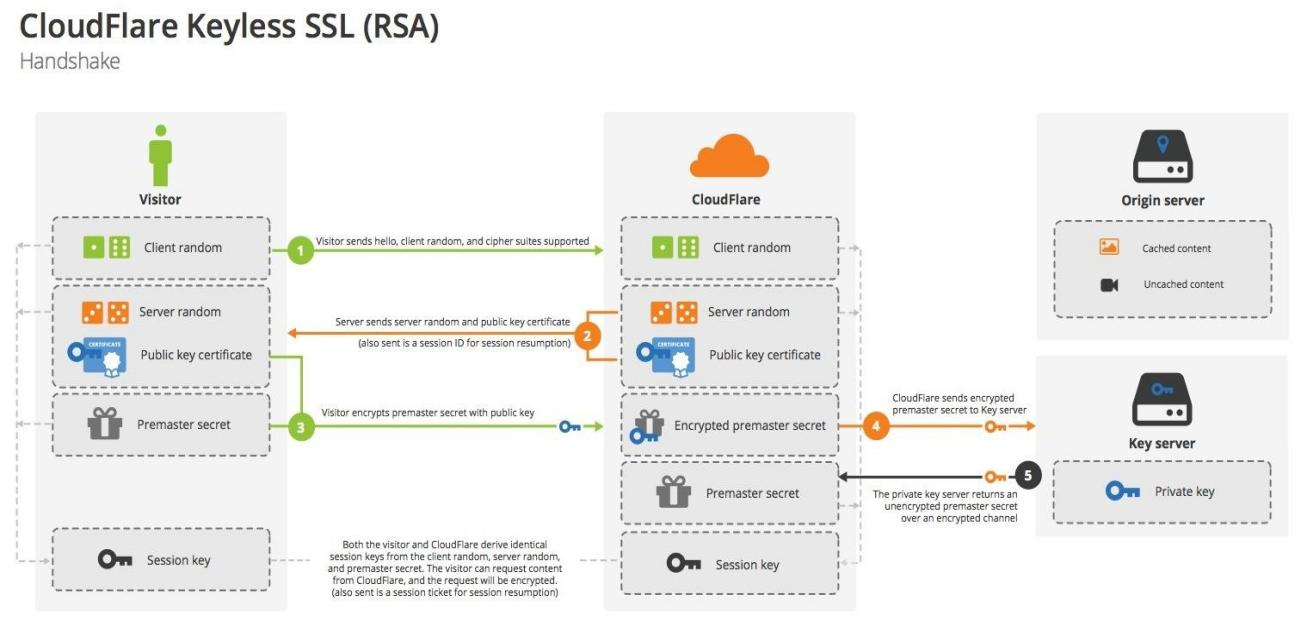 CloudFlare Keyless SSL (RSA)
Handshake
Visitor
Client random
Server random
CERTIFICATE
Public key certificate
Premaster secret
Session key
1
Visitor sends hello, client random, and cipher suites supported
Server sends server random and public key certificate
(also sent is a session ID for session resumption)
2
3
Visitor encrypts premaster secret with public key
Both the visitor and CloudFlare derive identical
session keys from the client random, server random,
and premaster secret. The visitor can request content
from CloudFlare, and the request will be encrypted.
(also sent is a session ticket for session resumption)
CloudFlare
Client random
Server random
CERTIFICATE
Public key certificate
Encrypted premaster secret
Premaster secret
Session key
CloudFlare sends encrypted
premaster secret to Key server
4
5
The private key server returns an
unencrypted premaster secret
over an encrypted channel
Origin server
Cached content
Uncached content
Key server
Private key